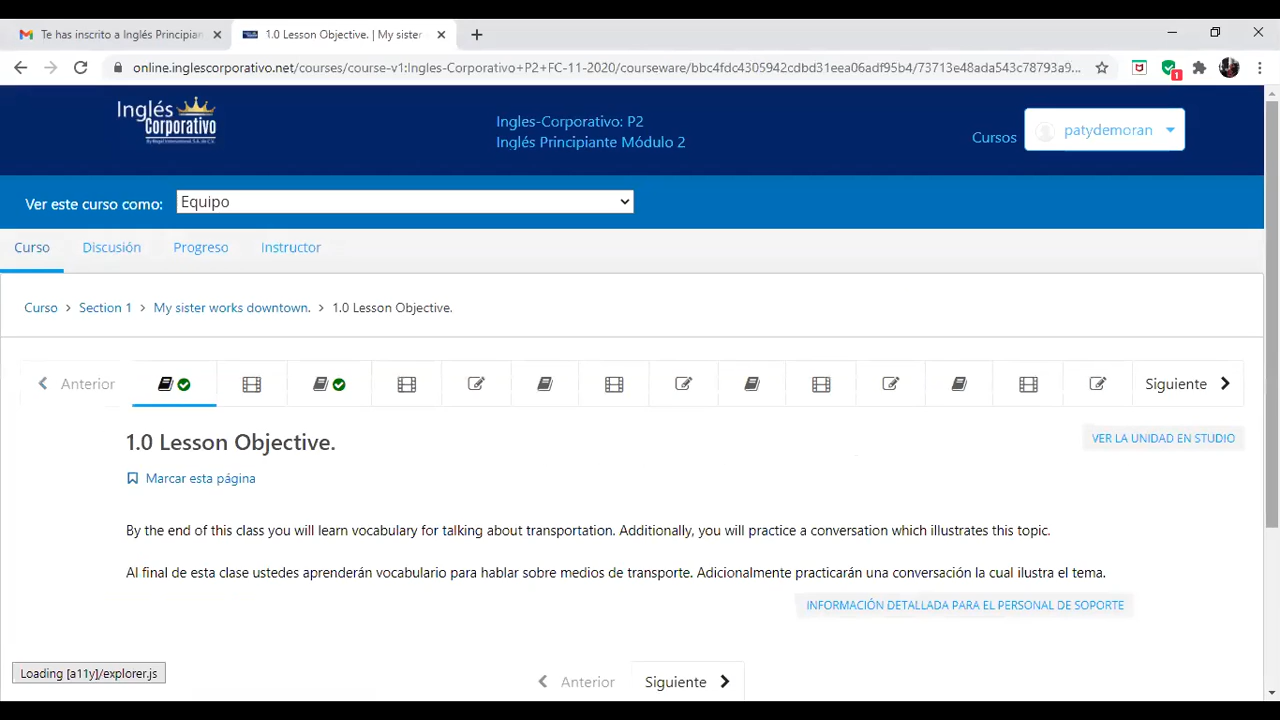 Te has inscrito a Inglés Principian
1.0 Lesson Objective. | My sister
online.inglescorporativo.net/courses/course-v1:Ingles-Corporativo+P2+FC-11-2020/courseware/bbc4fdc4305942cdbd31eea06adf95b4/73713e48ada543c78793a9...
1
Inglés
Corporativo
Ingles-Corporativo: P2
Inglés Principiante Módulo 2
Cursos
patydemoran
Ver este curso como:
Equipo
Curso
Discusión
Progreso
Instructor
Curso > Section 1 > My sister works downtown. > 1.0 Lesson Objective.
Anterior
Siguiente
1.0 Lesson Objective.
VER LA UNIDAD EN STUDIO
Marcar esta página
By the end of this class you will learn vocabulary for talking about transportation. Additionally, you will practice a conversation which illustrates this topic.
Al final de esta clase ustedes aprenderán vocabulario para hablar sobre medios de transporte. Adicionalmente practicarán una conversación la cual ilustra el tema.
INFORMACIÓN DETALLADA PARA EL PERSONAL DE SOPORTE
Loading [a11y]/explorer.js
Anterior
Siguiente